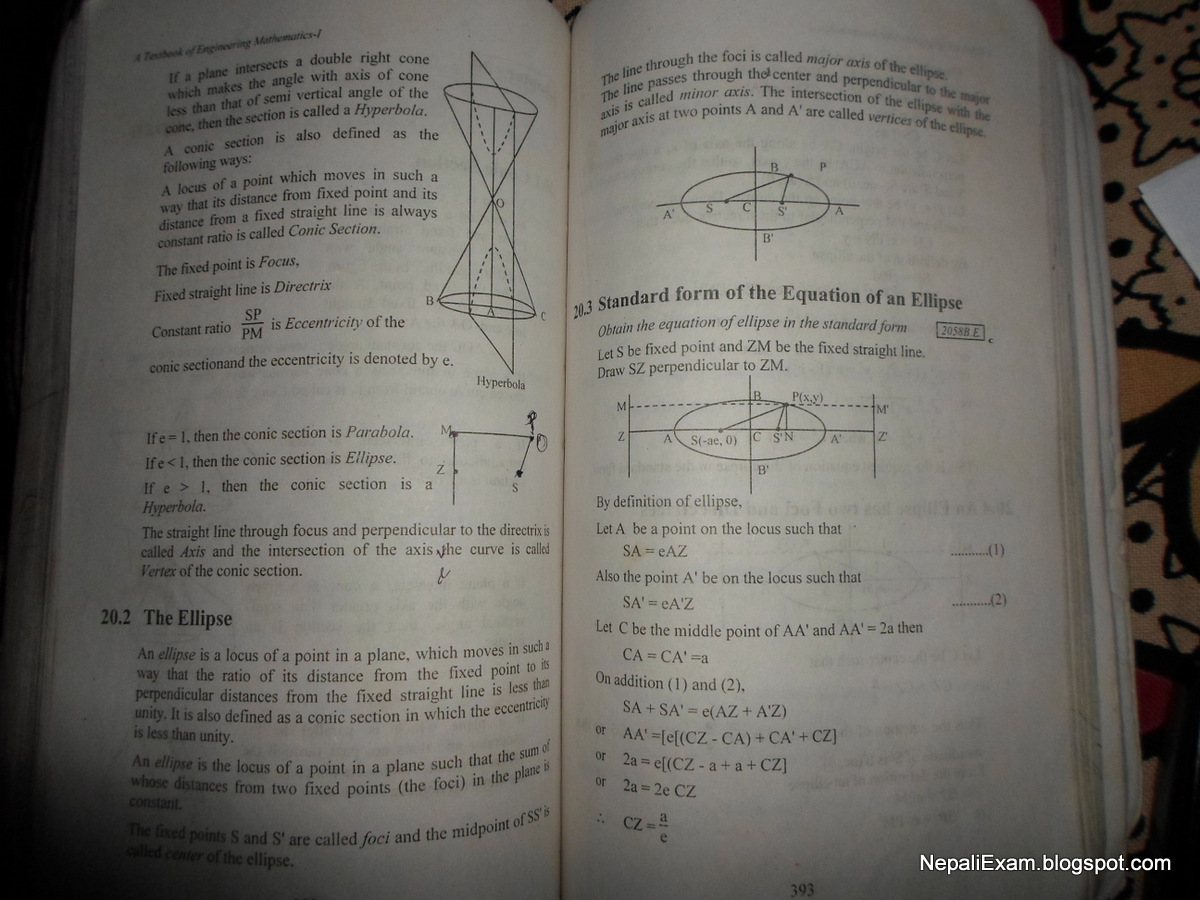 A Textbook of Engineering Mathematics-I
If a plane intersects a double right cone
which makes the angle with axis of cone
less than that of semi vertical angle of the
cone, then the section is called a Hyperbola.
A conic section is also defined as the
following ways:
A locus of a point which moves in such a
way that its distance from fixed point and its
distance from a fixed straight line is always
constant ratio is called Conic Section.
The fixed point is Focus,
Fixed straight line is Directrix
Constant ratio SP/PM is Eccentricity of the
conic sectionand the eccentricity is denoted by e.
O
B
A
C
Hyperbola
If e = 1, then the conic section is Parabola.
If e < 1, then the conic section is Ellipse.
If e > 1, then the conic section is a
Hyperbola.
M
P
Z
S
The straight line through focus and perpendicular to the directrix is
called Axis and the intersection of the axis the curve is called
Vertex of the conic section.
20.2 The Ellipse
An ellipse is a locus of a point in a plane, which moves in such a
way that the ratio of its distance from the fixed point to its
perpendicular distances from the fixed straight line is less than
unity. It is also defined as a conic section in which the eccentricity
is less than unity.
An ellipse is the locus of a point in a plane such that the sum of
whose distances from two fixed points (the foci) in the plane is
constant.
The fixed points S and S' are called foci and the midpoint of SS' is
called center of the ellipse.
The line through the foci is called major axis of the ellipse.
The line passes through the center and perpendicular to the major
axis is called minor axis. The intersection of the ellipse with the
major axis at two points A and A' are called vertices of the ellipse.
B P
A' S C S' A
B'
20.3 Standard form of the Equation of an Ellipse
Obtain the equation of ellipse in the standard form 2058B.E
Let S be fixed point and ZM be the fixed straight line.
Draw SZ perpendicular to ZM.
B P(x,y)
M M'
Z A S(-ae, 0) C S' N A' Z'
B'
By definition of ellipse,
Let A be a point on the locus such that
SA = eAZ ...........(1)
Also the point A' be on the locus such that
SA' = eA'Z ...........(2)
Let C be the middle point of AA' and AA' = 2a then
CA = CA' =a
On addition (1) and (2),
SA + SA' = e(AZ + A'Z)
or AA' =[e[(CZ - CA) + CA' + CZ]
or 2a = e[(CZ - a + a + CZ]
or 2a = 2e CZ
∴ CZ = a/e
393
NepaliExam.blogspot.com